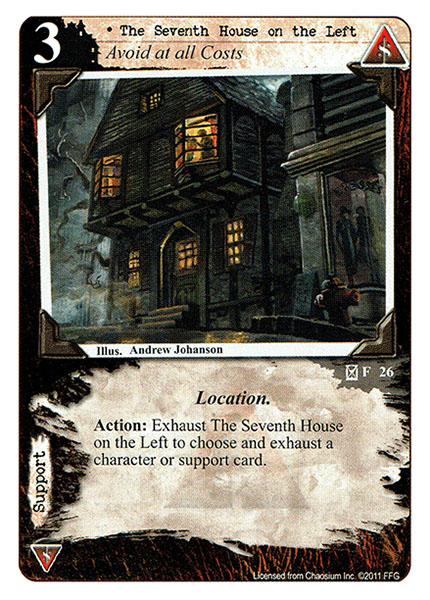 3
• The Seventh House on the Left
Avoid at all Costs
Illus. Andrew Johanson
F 26
Location.
Action: Exhaust The Seventh House
on the Left to choose and exhaust a
character or support card.
Support
Licensed from Chaosium Inc. ©2011 FFG